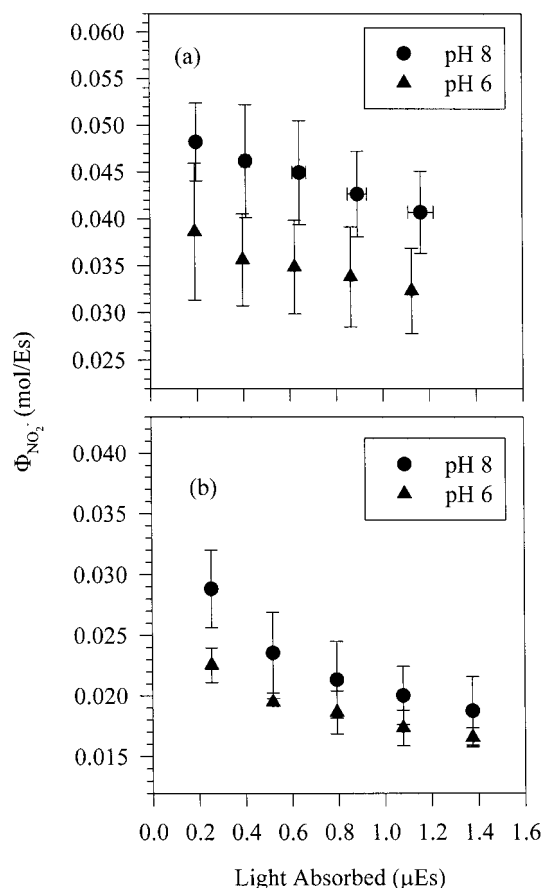 0.060
0.055
0.050
0.045
0.040
0.035
0.030
0.025
(a)
pH 8
pH 6
Φ_NO₂⁻ (mol/Es)
0.040
0.035
0.030
0.025
0.020
0.015
(b)
pH 8
pH 6
0.0 0.2 0.4 0.6 0.8 1.0 1.2 1.4 1.6
Light Absorbed (μEs)